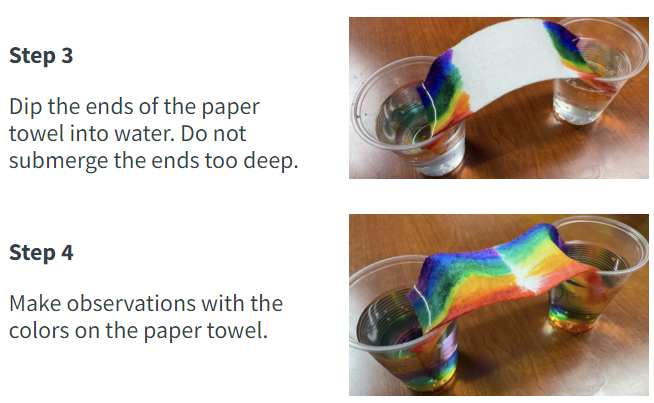 Step 3
Dip the ends of the paper
towel into water. Do not
submerge the ends too deep.
Step 4
Make observations with the
colors on the paper towel.